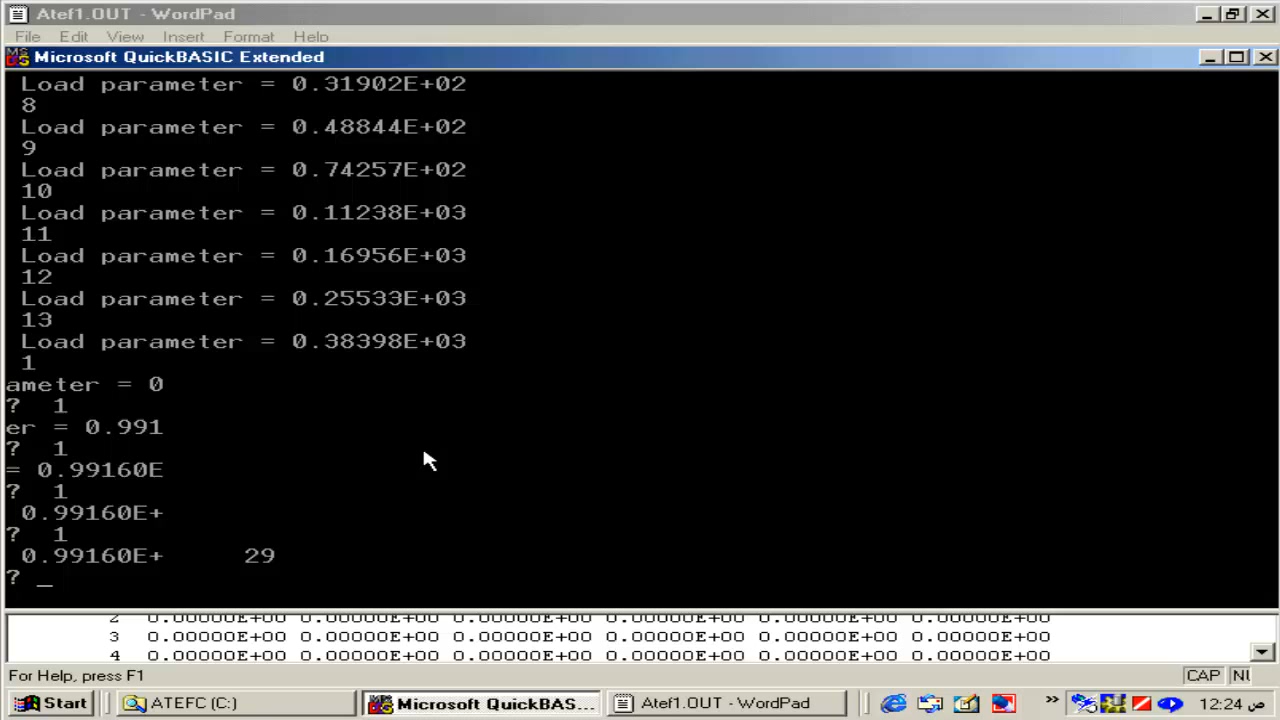 Atef1.OUT - WordPad
File Edit View Insert Format Help
Microsoft QuickBASIC Extended
Load parameter = 0.31902E+02
8
Load parameter = 0.48844E+02
9
Load parameter = 0.74257E+02
10
Load parameter = 0.11238E+03
11
Load parameter = 0.16956E+03
12
Load parameter = 0.25533E+03
13
Load parameter = 0.38398E+03
1
ameter = 0
? 1
er = 0.991
? 1
= 0.99160E
? 1
0.99160E+
? 1
0.99160E+ 29
? _
2 0.00000E+00 0.00000E+00 0.00000E+00 0.00000E+00 0.00000E+00 0.00000E+00
3 0.00000E+00 0.00000E+00 0.00000E+00 0.00000E+00 0.00000E+00 0.00000E+00
4 0.00000E+00 0.00000E+00 0.00000E+00 0.00000E+00 0.00000E+00 0.00000E+00
For Help, press F1
CAP
Start ATEFC (C:) Microsoft QuickBAS... Atef1.OUT - WordPad » 12:24 ص